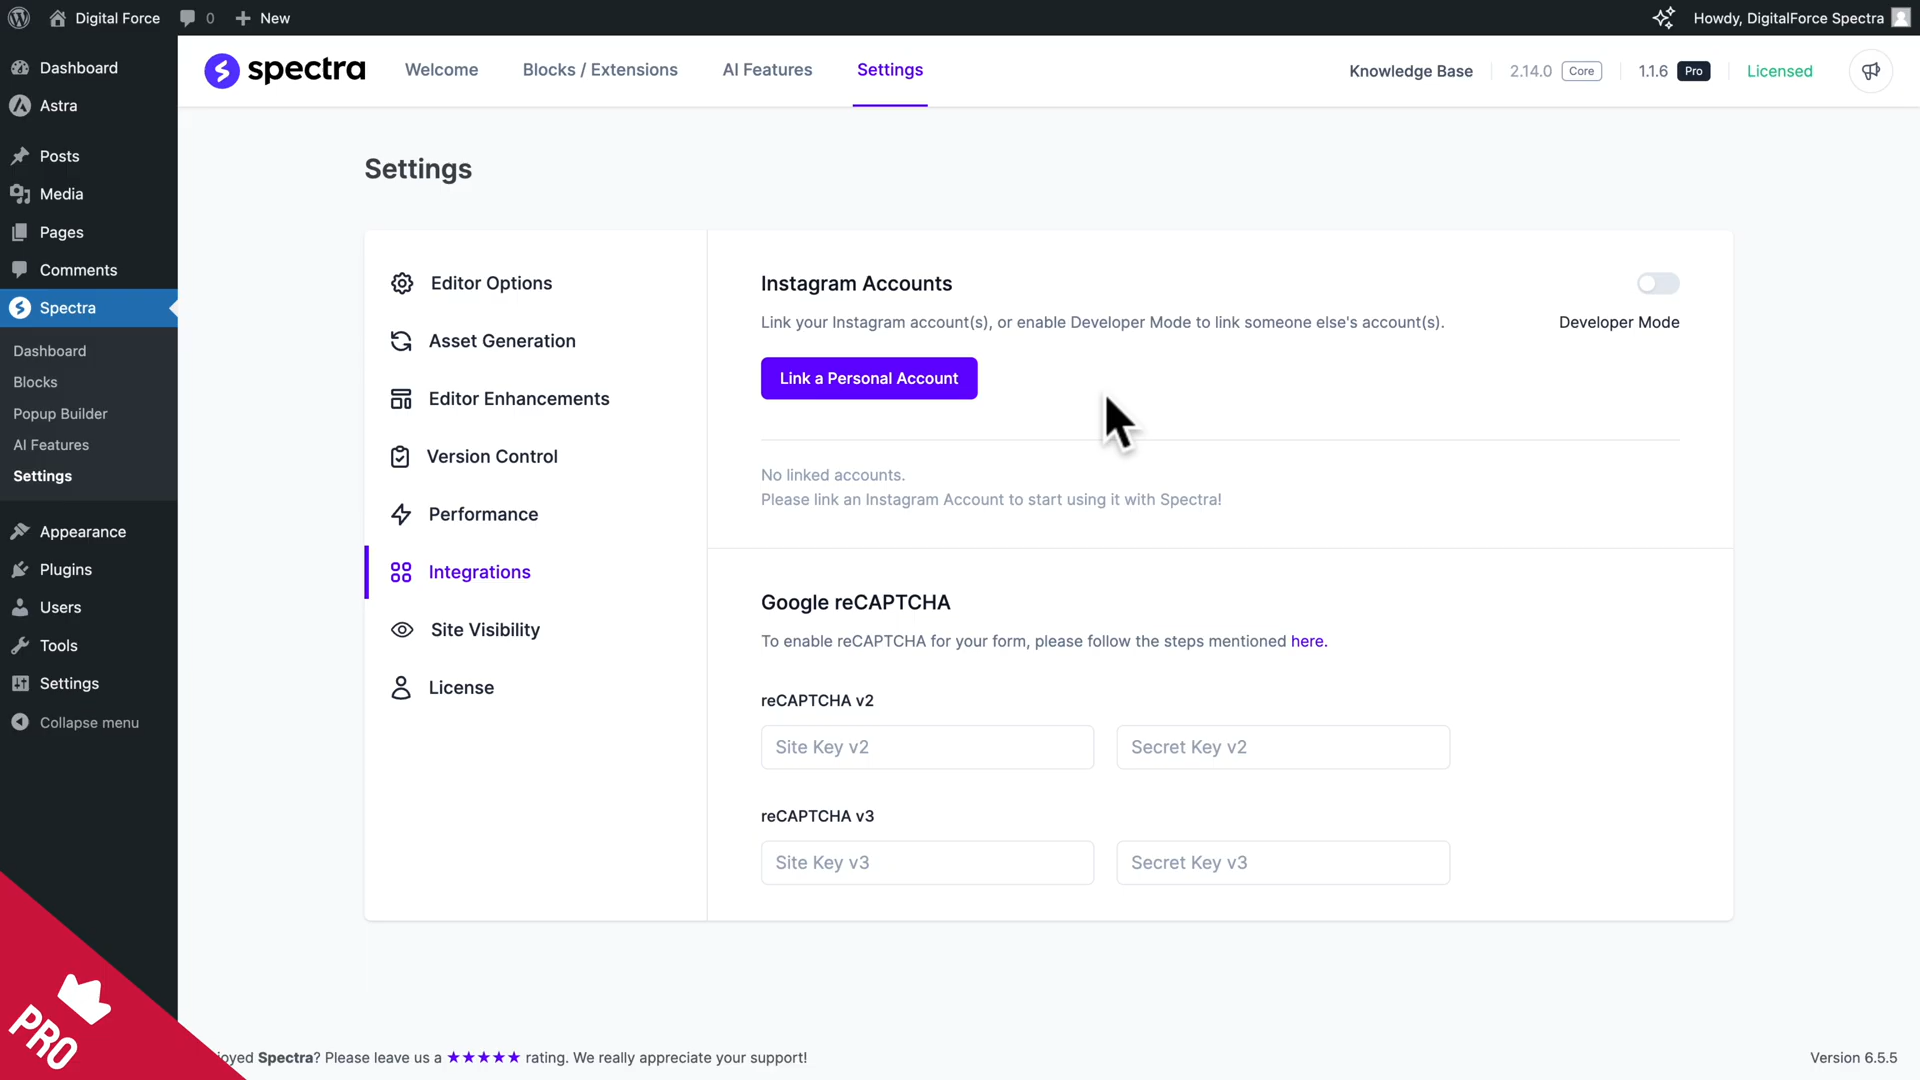 Digital Force 0 New Howdy, DigitalForce Spectra
Dashboard
Astra
Posts
Media
Pages
Comments
Spectra
Dashboard
Blocks
Popup Builder
AI Features
Settings
Appearance
Plugins
Users
Tools
Settings
Collapse menu
PRO
spectra Welcome Blocks / Extensions AI Features Settings Knowledge Base 2.14.0 Core 1.1.6 Pro Licensed
Settings
Editor Options
Asset Generation
Editor Enhancements
Version Control
Performance
Integrations
Site Visibility
License
Instagram Accounts
Link your Instagram account(s), or enable Developer Mode to link someone else's account(s).
Developer Mode
Link a Personal Account
No linked accounts.
Please link an Instagram Account to start using it with Spectra!
Google reCAPTCHA
To enable reCAPTCHA for your form, please follow the steps mentioned here.
reCAPTCHA v2
Site Key v2 Secret Key v2
reCAPTCHA v3
Site Key v3 Secret Key v3
Spectra? Please leave us a ★★★★★ rating. We really appreciate your support!
Version 6.5.5